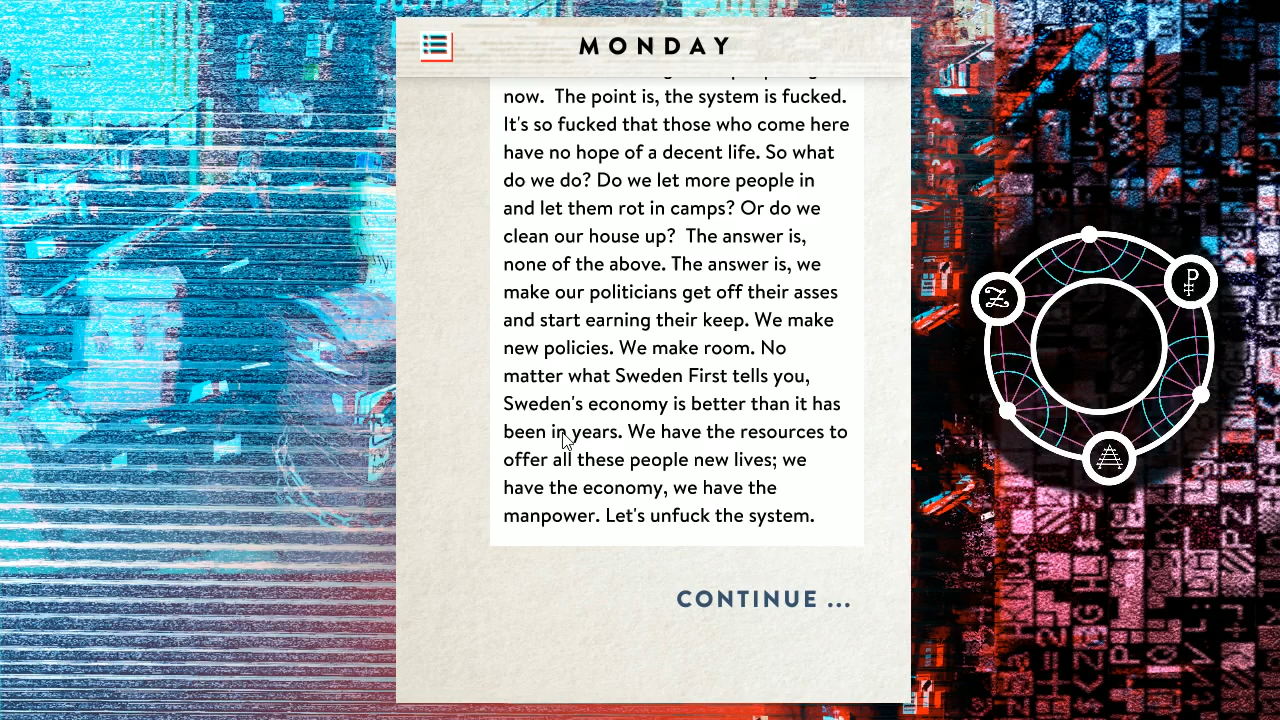 MONDAY
now.  The point is, the system is fucked.
It's so fucked that those who come here
have no hope of a decent life. So what
do we do? Do we let more people in
and let them rot in camps? Or do we
clean our house up?  The answer is,
none of the above. The answer is, we
make our politicians get off their asses
and start earning their keep. We make
new policies. We make room. No
matter what Sweden First tells you,
Sweden's economy is better than it has
been in years. We have the resources to
offer all these people new lives; we
have the economy, we have the
manpower. Let's unfuck the system.
CONTINUE ...